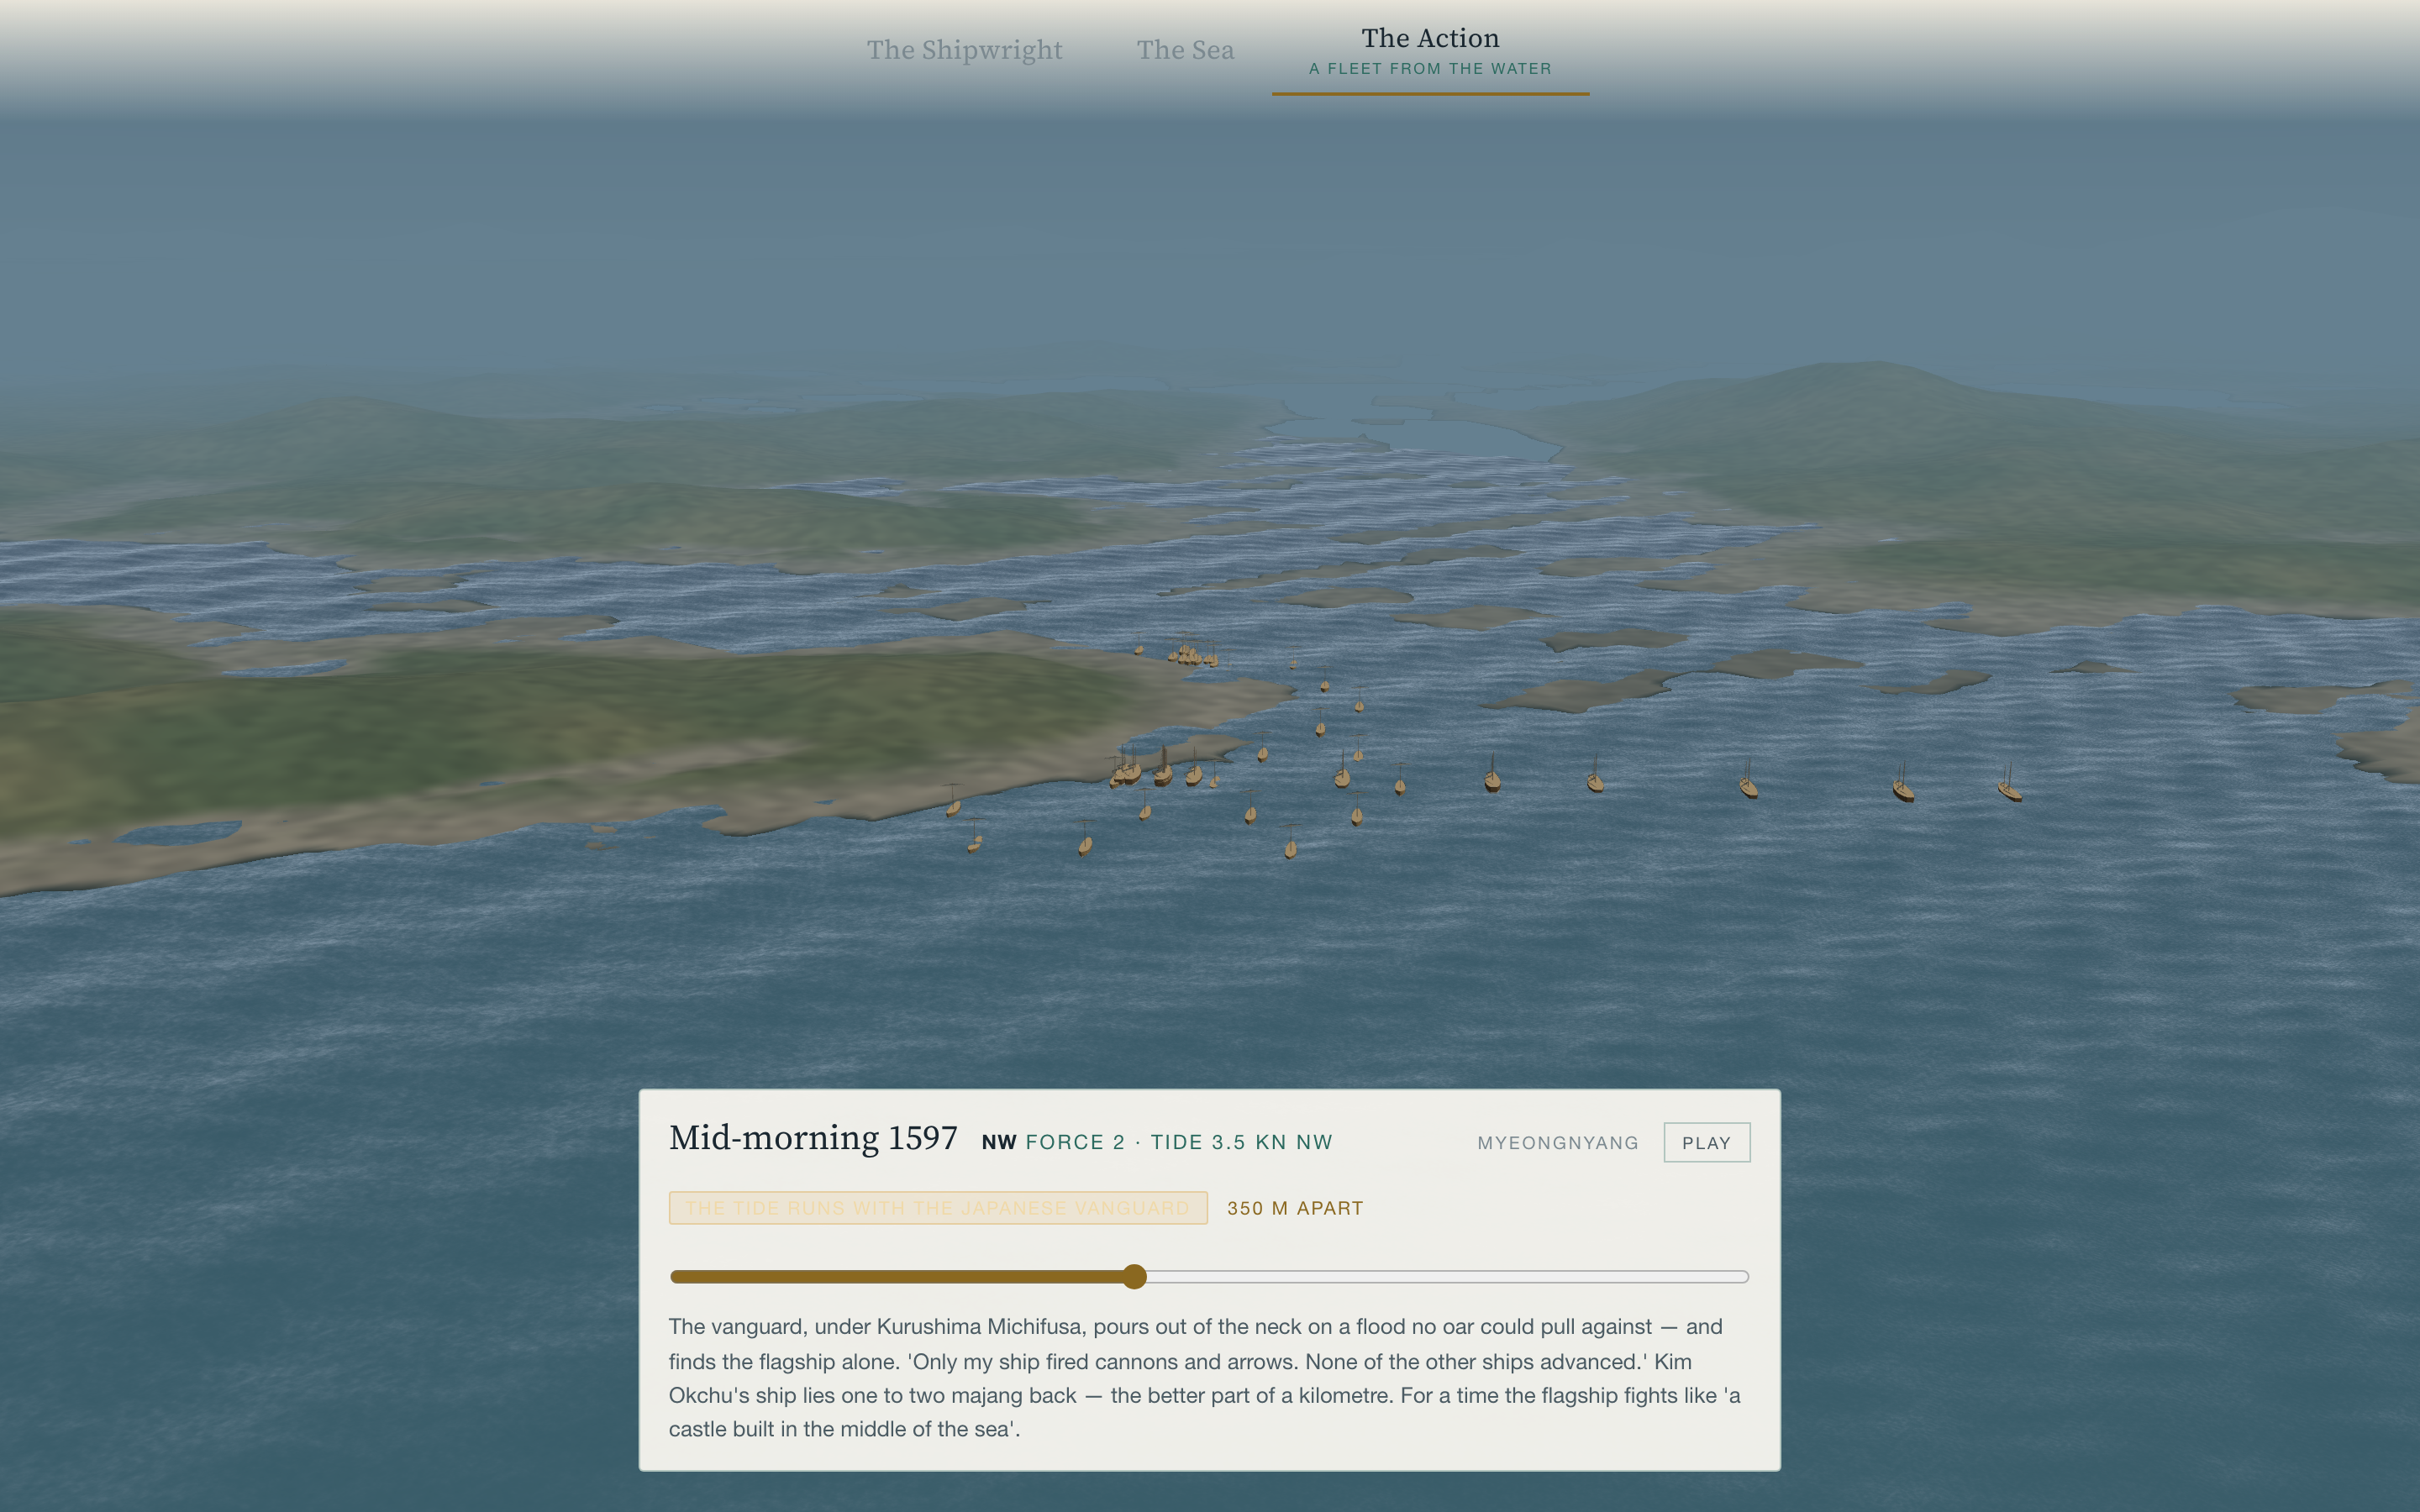 The Shipwright
The Sea
The Action
A FLEET FROM THE WATER
Mid-morning 1597 NW FORCE 2 · TIDE 3.5 KN NW
MYEONGNYANG
PLAY
THE TIDE RUNS WITH THE JAPANESE VANGUARD
350 M APART
The vanguard, under Kurushima Michifusa, pours out of the neck on a flood no oar could pull against — and
finds the flagship alone. 'Only my ship fired cannons and arrows. None of the other ships advanced.' Kim
Okchu's ship lies one to two majang back — the better part of a kilometre. For a time the flagship fights like 'a
castle built in the middle of the sea'.